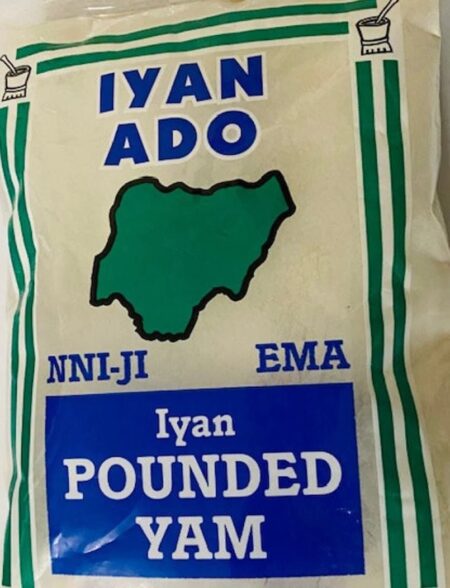 IYAN
ADO
NNI-JI EMA
Iyan
POUNDED
YAM